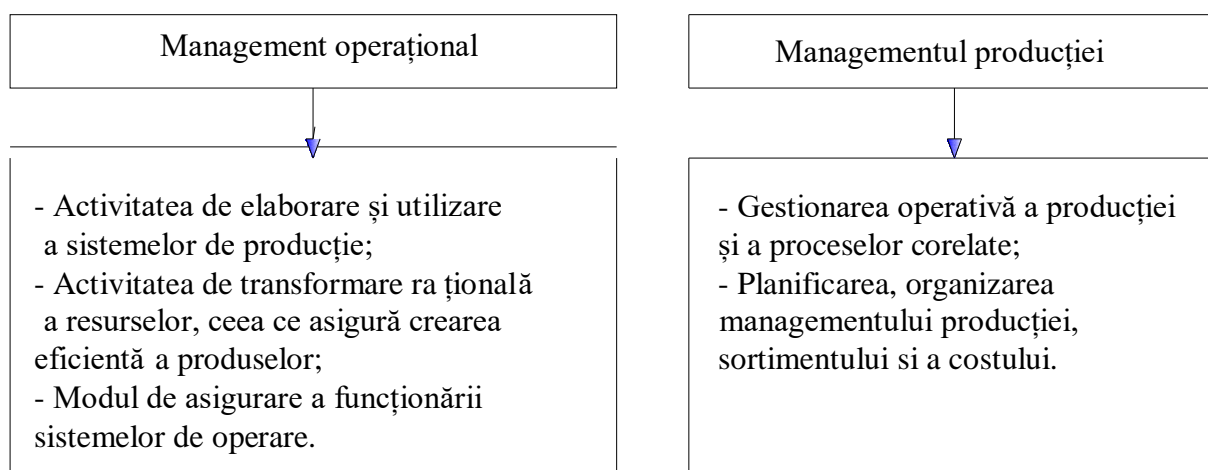 Management operațional
- Activitatea de elaborare și utilizare
a sistemelor de producție;
- Activitatea de transformare ra țională
a resurselor, ceea ce asigură crearea
eficientă a produselor;
- Modul de asigurare a funcționării
sistemelor de operare.
Managementul producției
- Gestionarea operativă a producției
și a proceselor corelate;
- Planificarea, organizarea
managementului producției,
sortimentului si a costului.